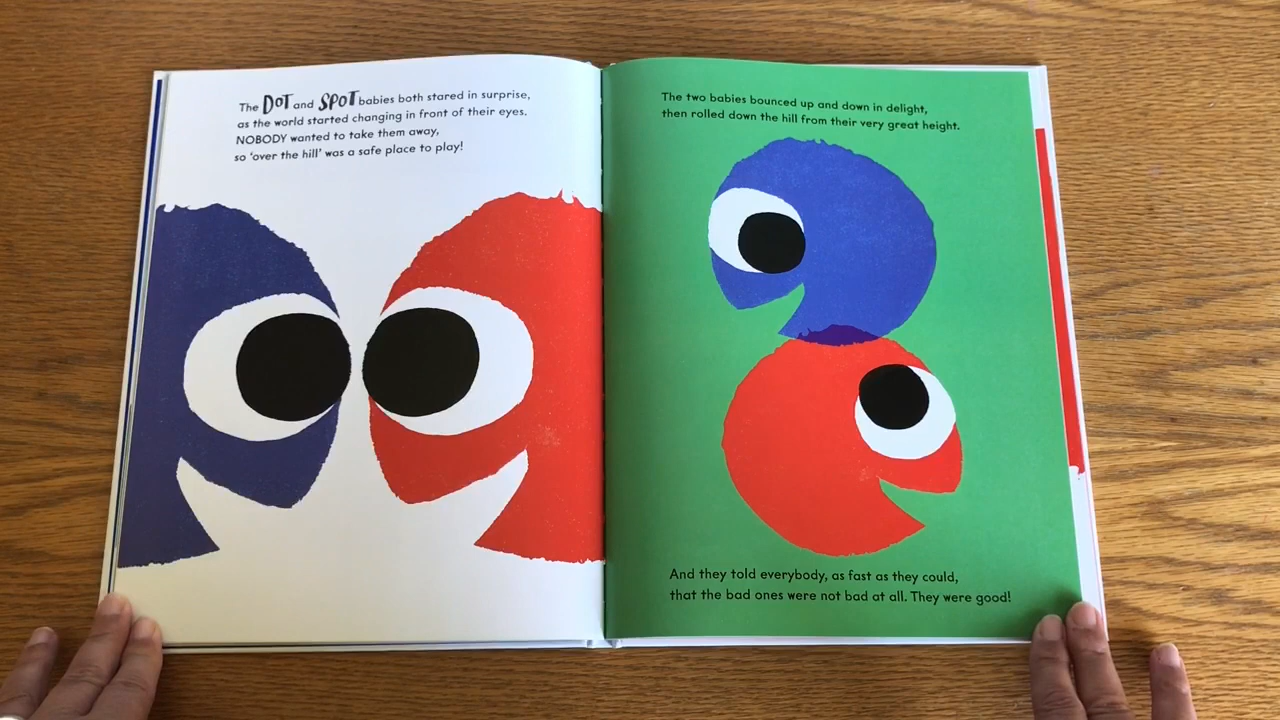 The DOT and SPOT babies both stared in surprise,
as the world started changing in front of their eyes.
NOBODY wanted to take them away,
so ‘over the hill’ was a safe place to play!
The two babies bounced up and down in delight,
then rolled down the hill from their very great height.
And they told everybody, as fast as they could,
that the bad ones were not bad at all. They were good!